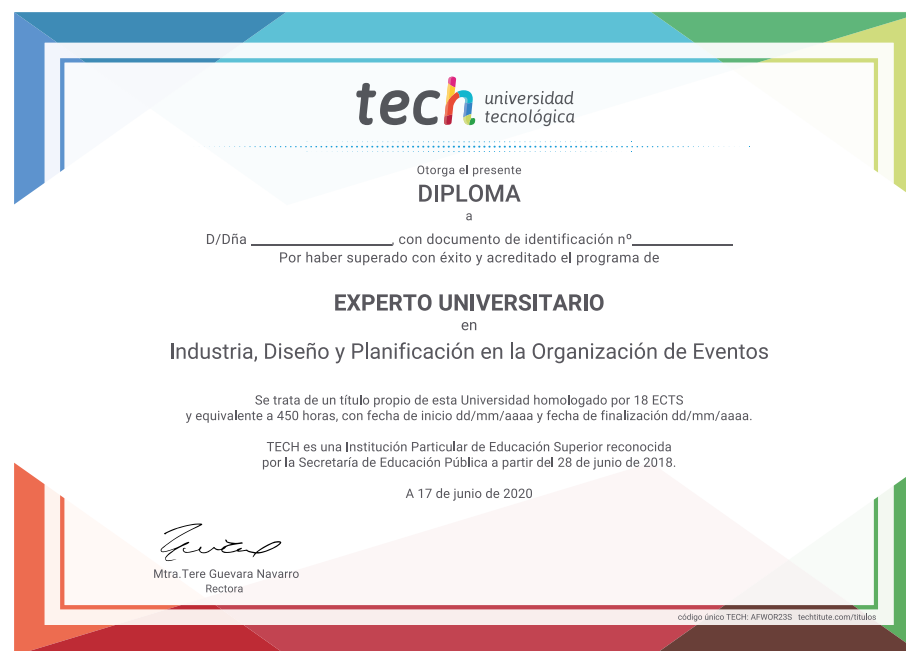 tech universidad
tecnológica
Otorga el presente
DIPLOMA
a
D/Dña ________________, con documento de identificación nº____________
Por haber superado con éxito y acreditado el programa de
EXPERTO UNIVERSITARIO
en
Industria, Diseño y Planificación en la Organización de Eventos
Se trata de un título propio de esta Universidad homologado por 18 ECTS
y equivalente a 450 horas, con fecha de inicio dd/mm/aaaa y fecha de finalización dd/mm/aaaa.
TECH es una Institución Particular de Educación Superior reconocida
por la Secretaría de Educación Pública a partir del 28 de junio de 2018.
A 17 de junio de 2020
Mtra.Tere Guevara Navarro
Rectora
código único TECH: AFWOR23S techtitute.com/titulos